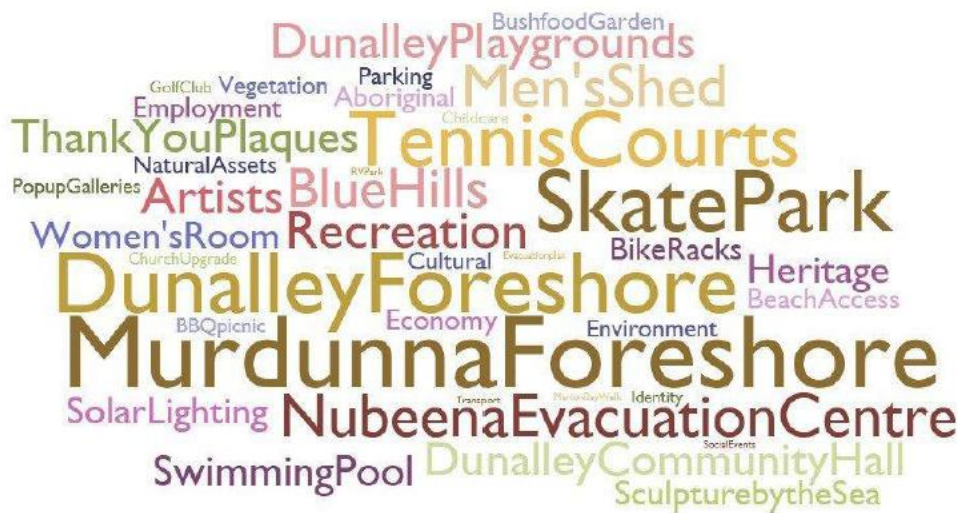 BushfoodGarden
DunalleyPlaygrounds
Parking
Men'sShed
GolfClub
Vegetation
Aboriginal
Employment
Childcare
ThankYouPlaques
TennisCourts
NaturalAssets
RVPark
PopupGalleries
Artists
BlueHills
SkatePark
Women'sRoom
Recreation
BikeRacks
ChurchUpgrade
Cultural
Evacuationplan
Heritage
DunalleyForeshore
BeachAccess
BBQpicnic
Economy
Environment
MurdunnaForeshore
Transport
Identity
SolarLighting
NubeenaEvacuationCentre
SocialEvents
SwimmingPool
DunalleyCommunityHall
SculpturebytheSea